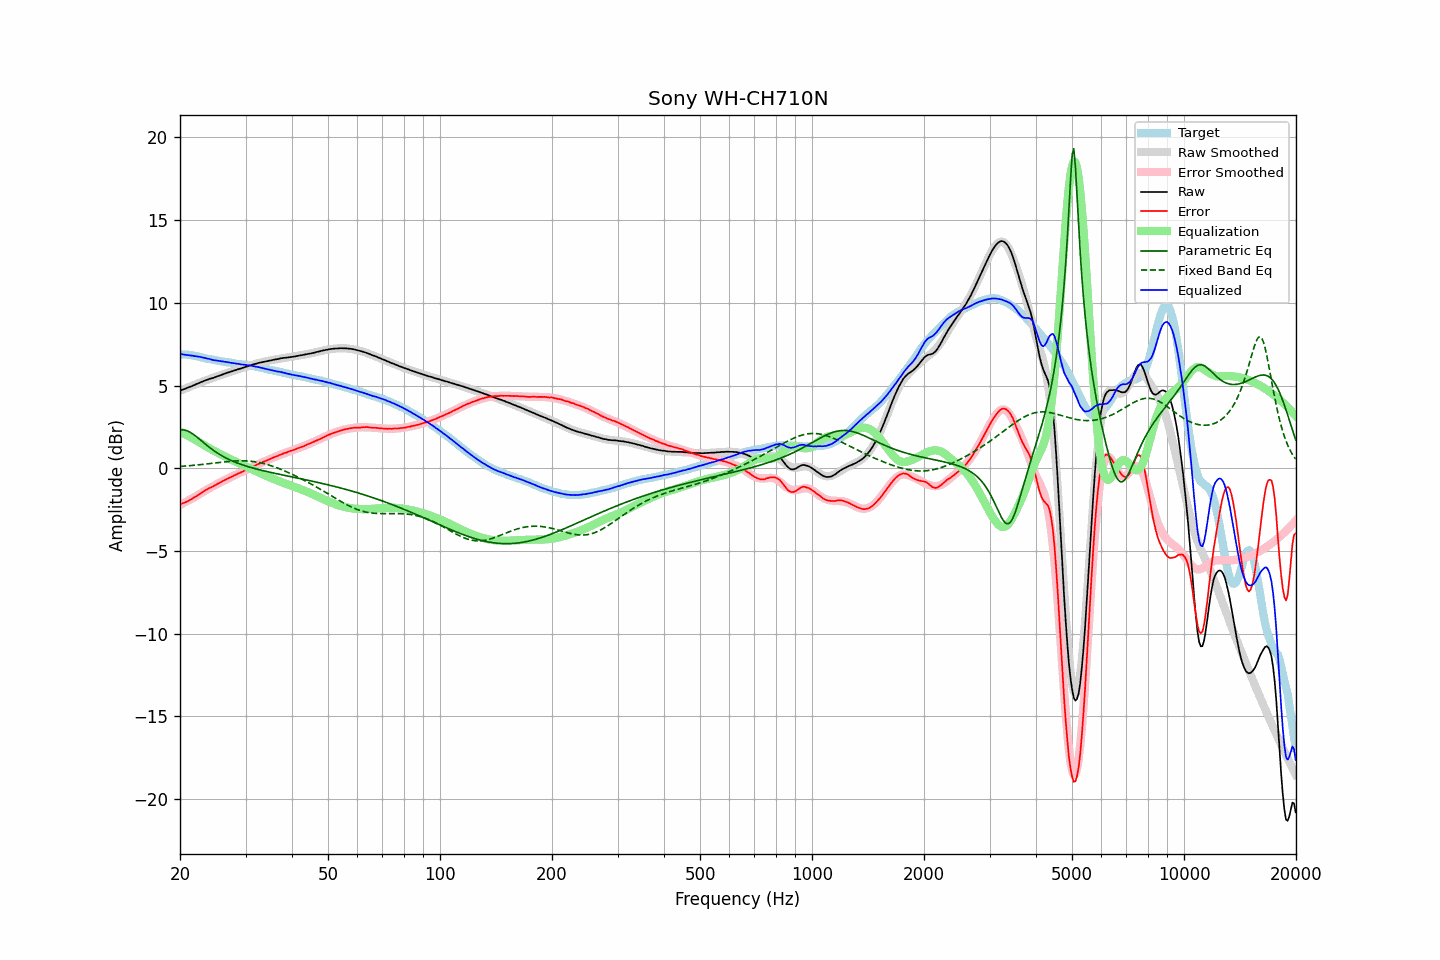 Sony WH-CH710N
Amplitude (dBr)
20
15
10
5
0
−5
−10
−15
−20
Target
Raw Smoothed
Error Smoothed
Raw
Error
Equalization
Parametric Eq
Fixed Band Eq
Equalized
20 50 100 200 500 1000 2000 5000 10000 20000
Frequency (Hz)